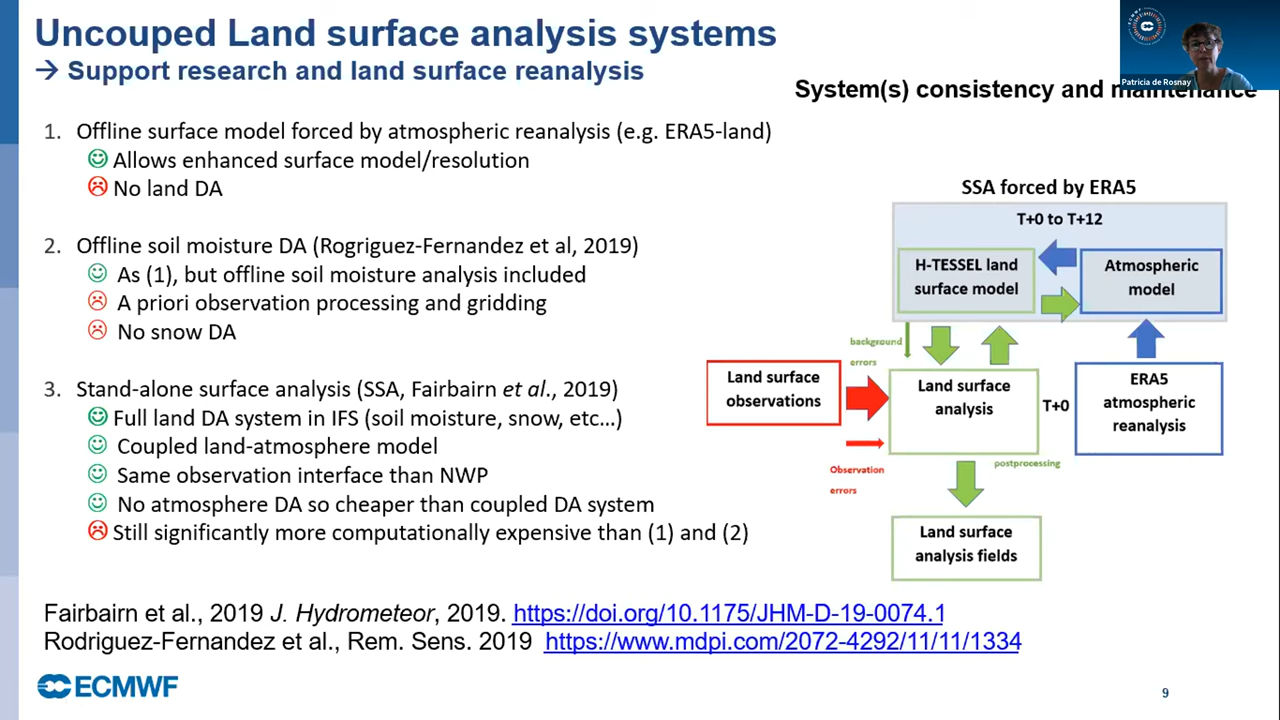 Uncouped Land surface analysis systems
→ Support research and land surface reanalysis
Patricia de Rosnay
System(s) consistency and maintenance
1. Offline surface model forced by atmospheric reanalysis (e.g. ERA5-land)
Allows enhanced surface model/resolution
No land DA
2. Offline soil moisture DA (Rogriguez-Fernandez et al, 2019)
As (1), but offline soil moisture analysis included
A priori observation processing and gridding
No snow DA
3. Stand-alone surface analysis (SSA, Fairbairn et al., 2019)
Full land DA system in IFS (soil moisture, snow, etc...)
Coupled land-atmosphere model
Same observation interface than NWP
No atmosphere DA so cheaper than coupled DA system
Still significantly more computationally expensive than (1) and (2)
SSA forced by ERA5
T+0 to T+12
H-TESSEL land
surface model
Atmospheric
model
background
errors
Land surface
observations
Land surface
analysis
T+0
ERA5
atmospheric
reanalysis
Observation
errors
postprocessing
Land surface
analysis fields
Fairbairn et al., 2019 J. Hydrometeor, 2019. https://doi.org/10.1175/JHM-D-19-0074.1
Rodriguez-Fernandez et al., Rem. Sens. 2019 https://www.mdpi.com/2072-4292/11/11/1334
ECMWF
9